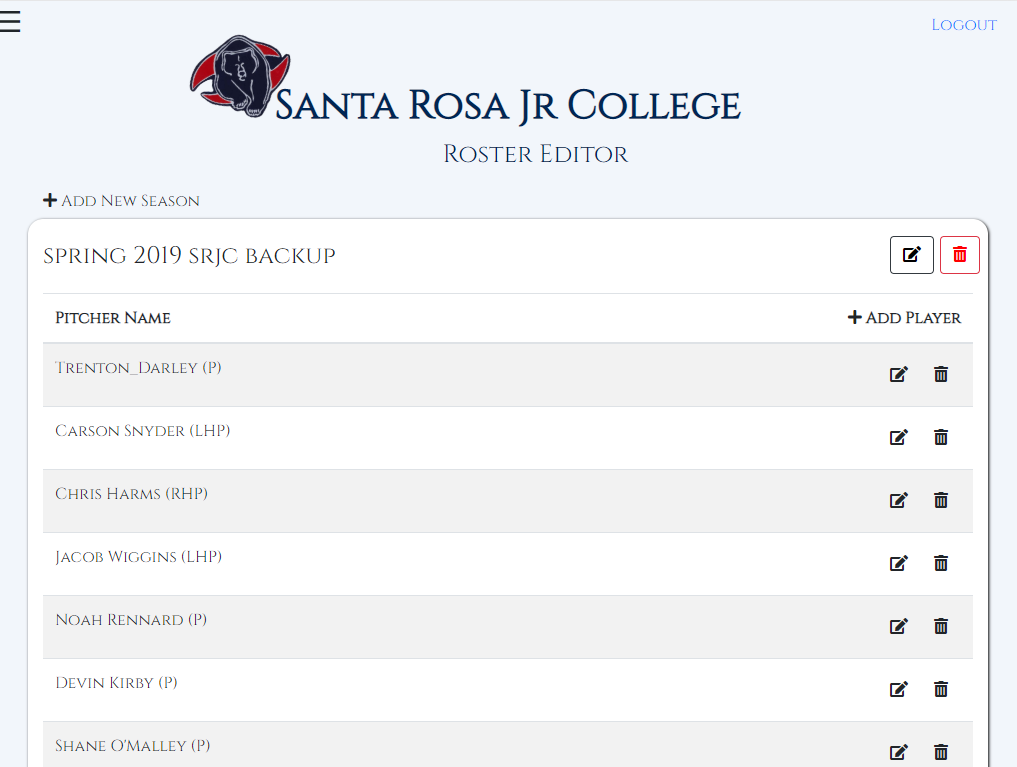 Logout
Santa Rosa Jr College
Roster Editor
Add New Season
spring 2019 srjc backup
Pitcher Name
Add Player
Trenton_Darley (P)
Carson Snyder (LHP)
Chris Harms (RHP)
Jacob Wiggins (LHP)
Noah Rennard (P)
Devin Kirby (P)
Shane O'Malley (P)